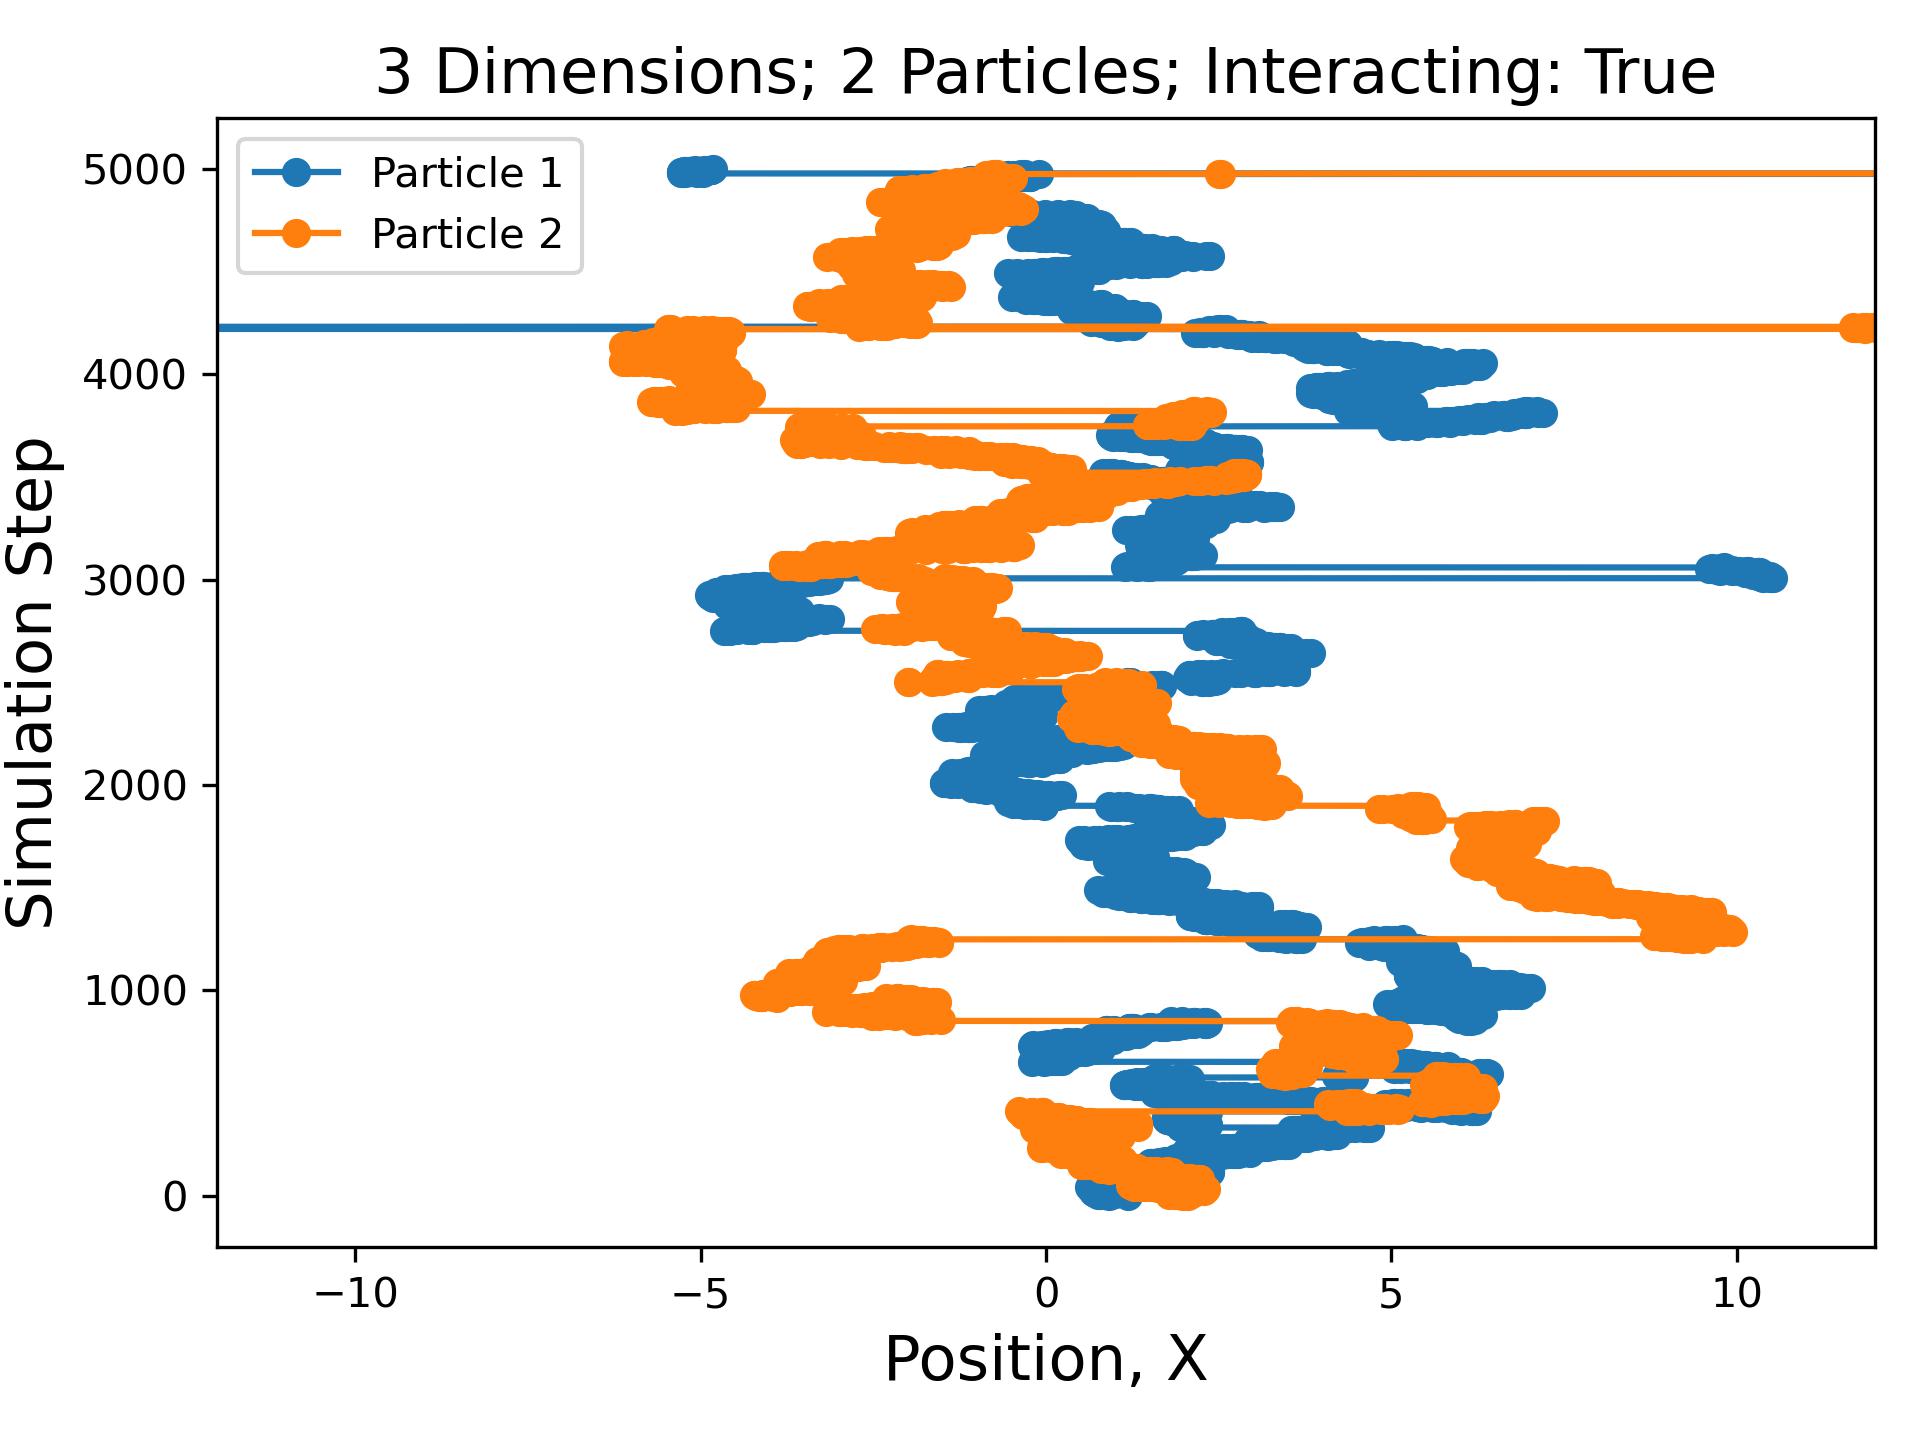 3 Dimensions; 2 Particles; Interacting: True
Particle 1
Particle 2
5000
4000
3000
2000
1000
0
Simulation Step
−10
−5
0
5
10
Position, X